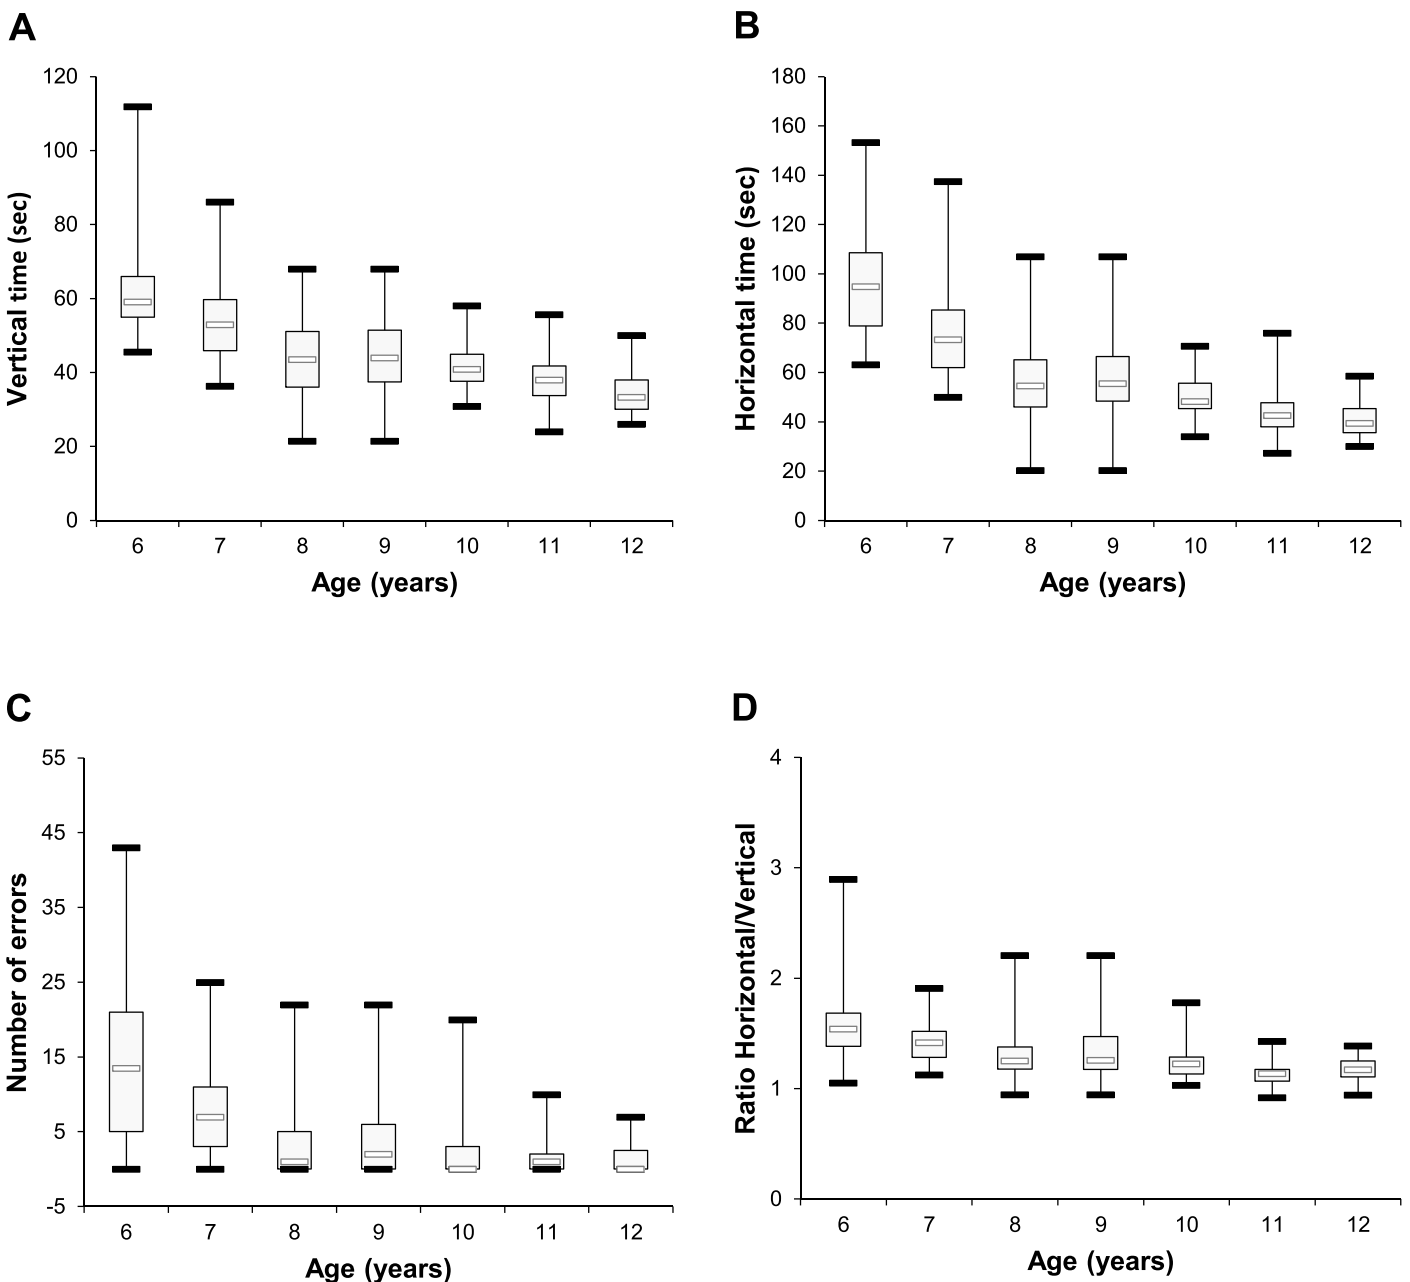 A
Vertical time (sec)
120
100
80
60
40
20
0
6 7 8 9 10 11 12
Age (years)
B
Horizontal time (sec)
180
160
140
120
100
80
60
40
20
0
6 7 8 9 10 11 12
Age (years)
C
Number of errors
55
45
35
25
15
5
-5
6 7 8 9 10 11 12
Age (years)
D
Ratio Horizontal/Vertical
4
3
2
1
0
6 7 8 9 10 11 12
Age (years)